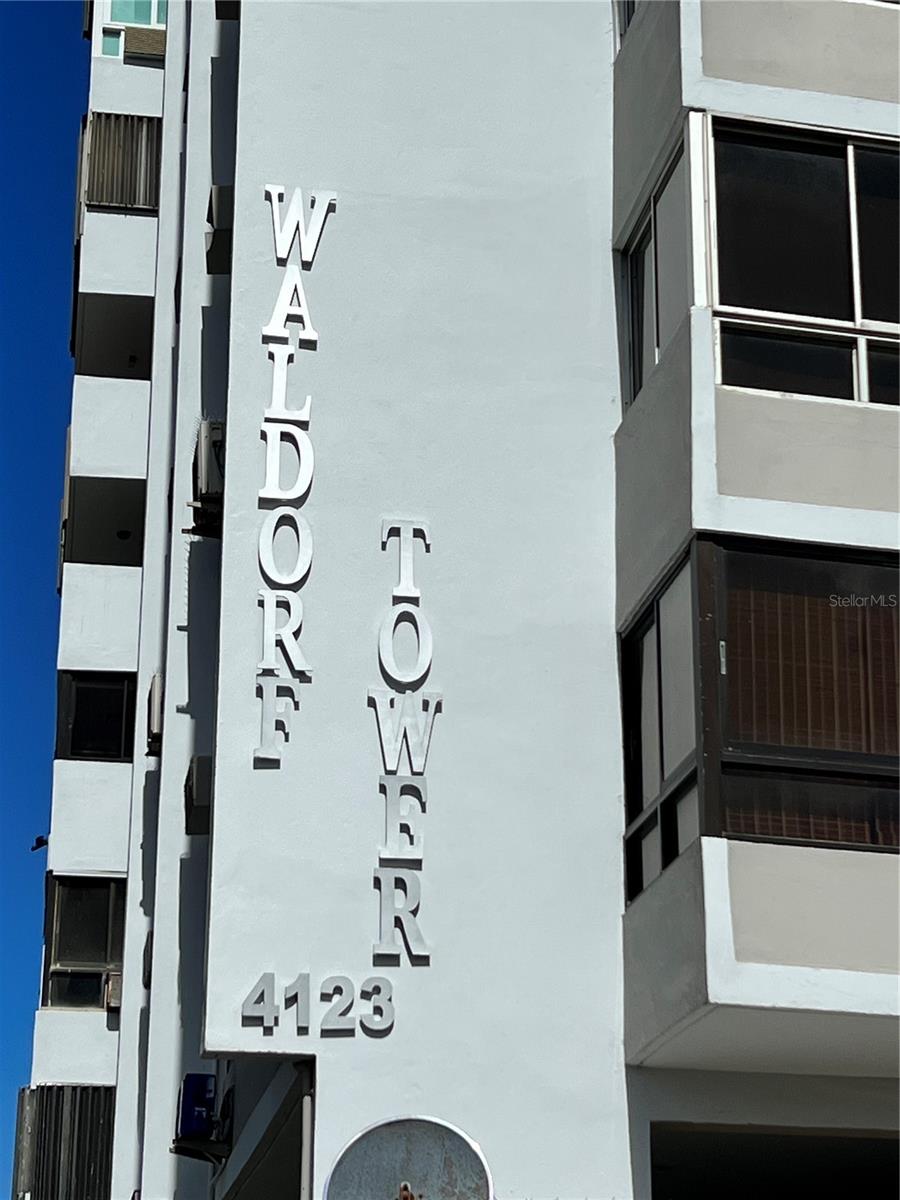 WALDORF
TOWER
4123
StellarMLS